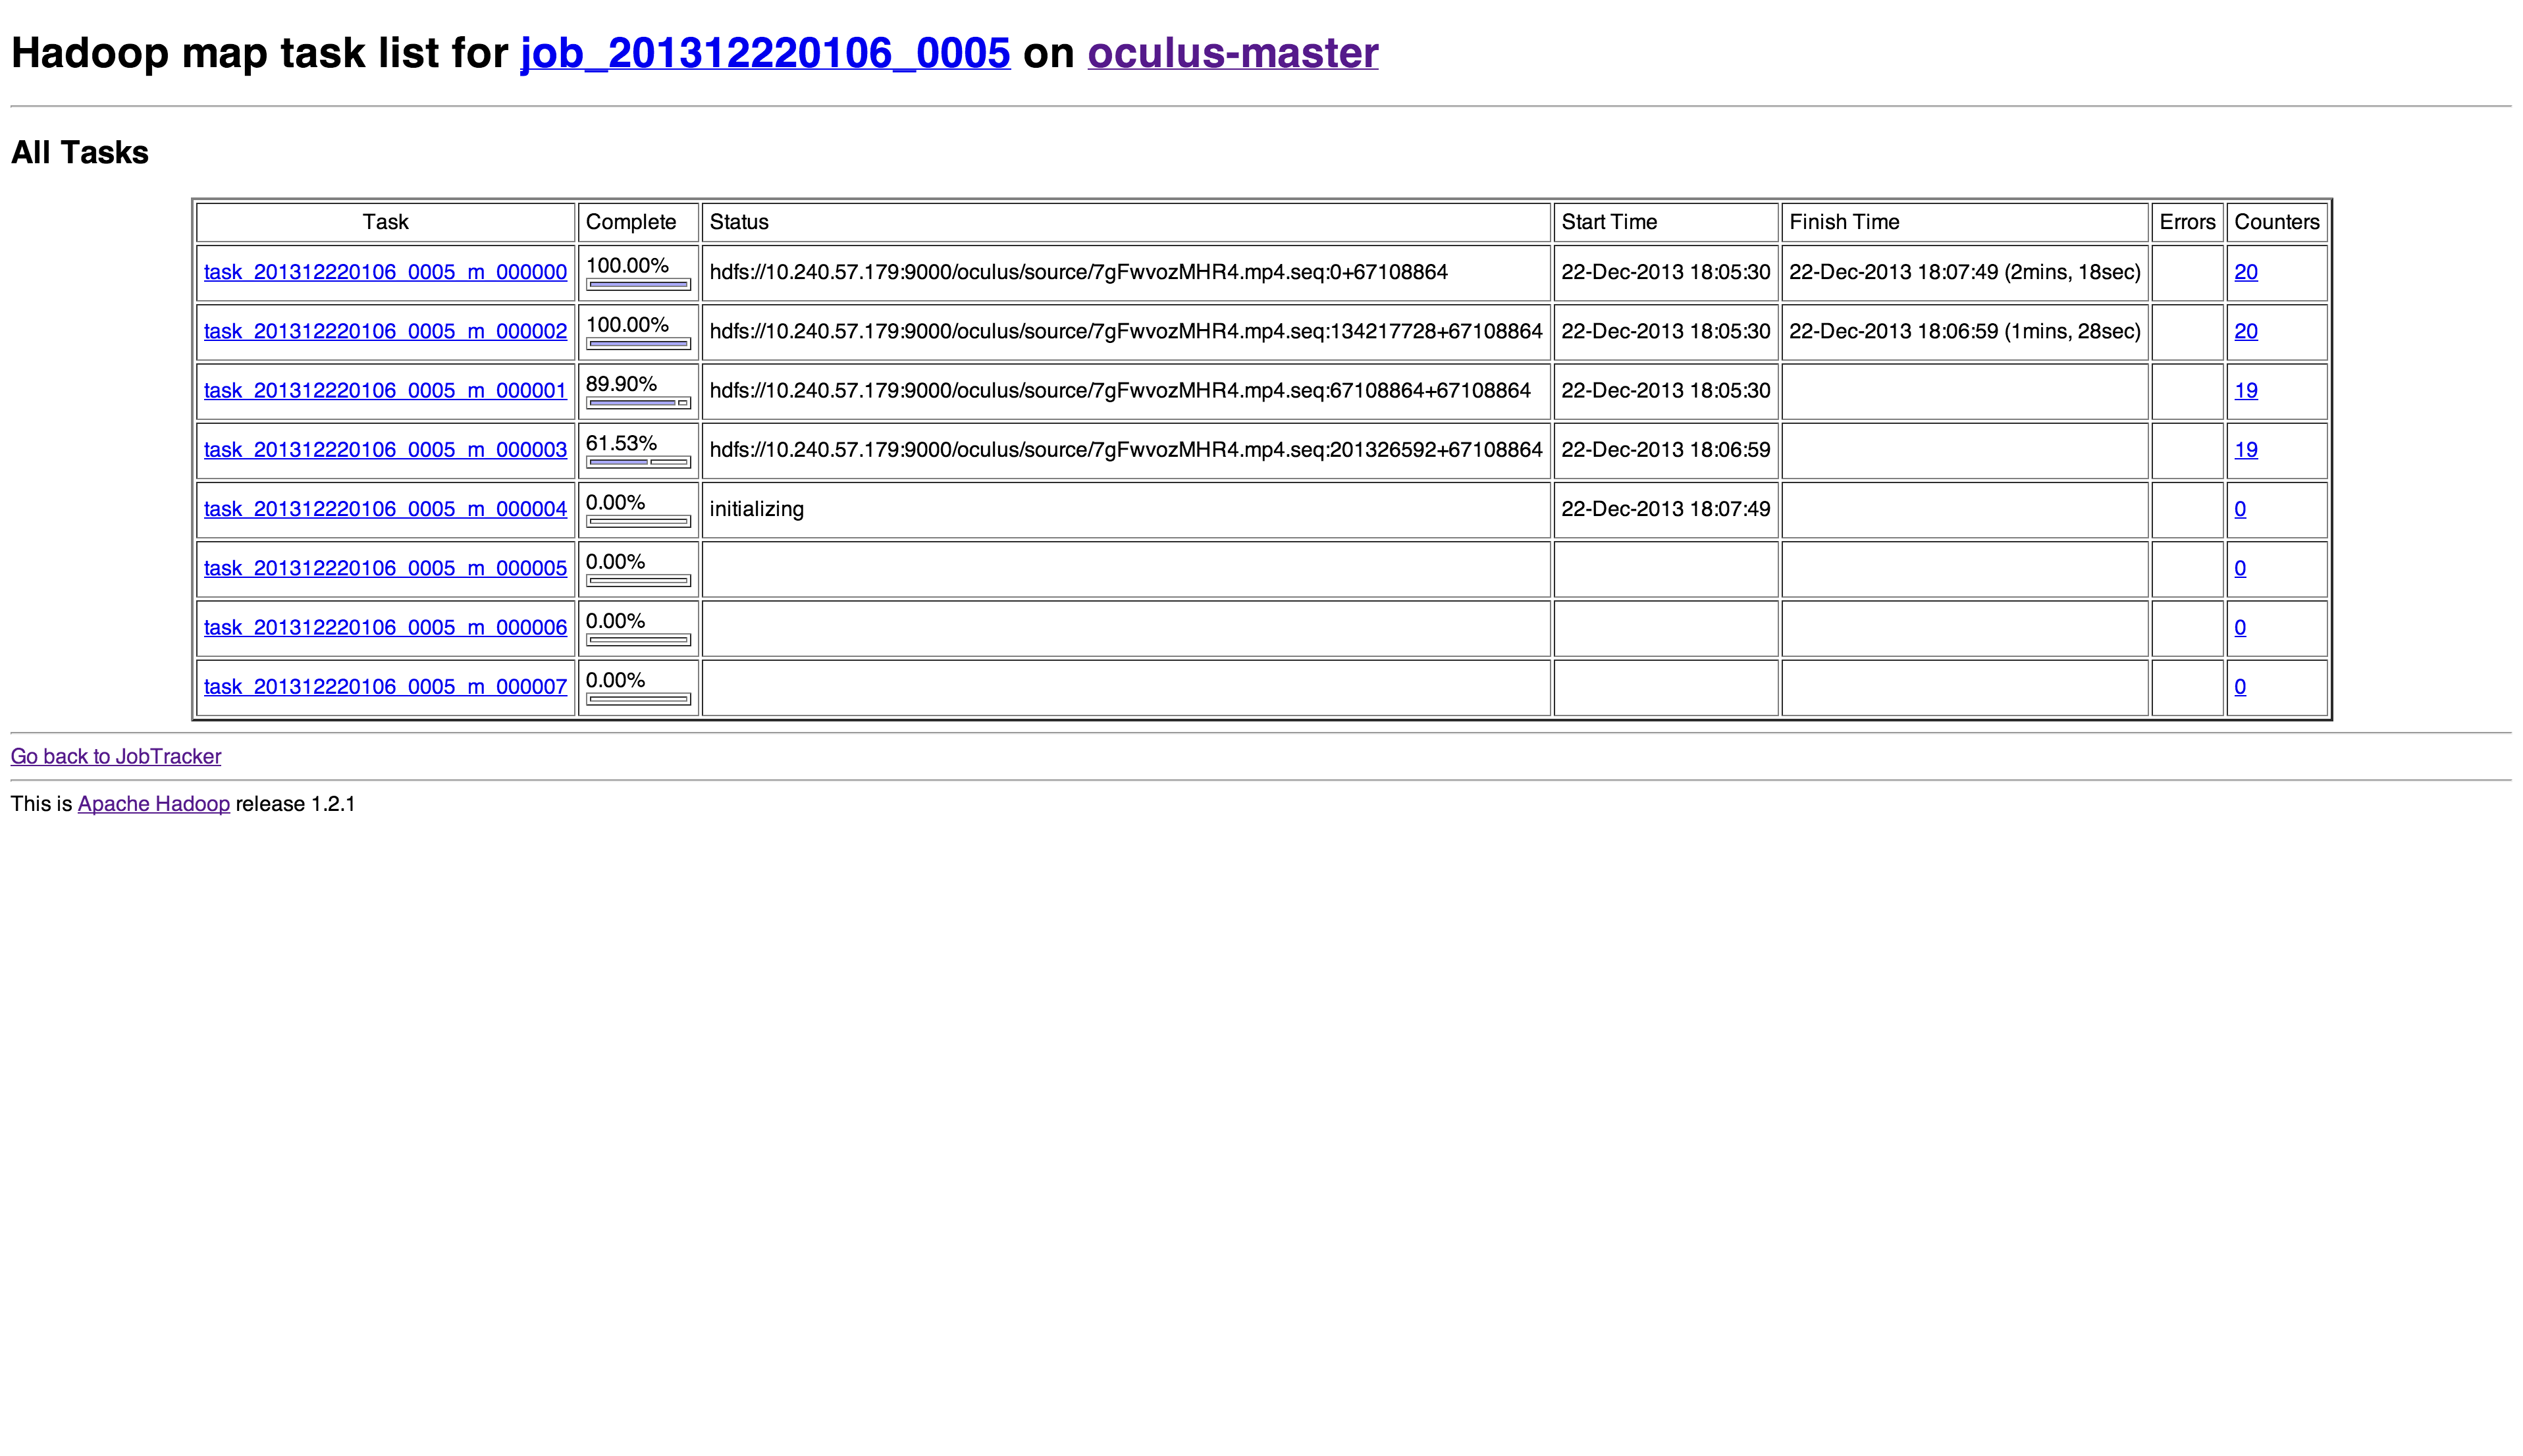 Hadoop map task list for job_201312220106_0005 on oculus-master
All Tasks
Task Complete Status Start Time Finish Time Errors Counters
task_201312220106_0005_m_000000 100.00% hdfs://10.240.57.179:9000/oculus/source/7gFwvozMHR4.mp4.seq:0+67108864 22-Dec-2013 18:05:30 22-Dec-2013 18:07:49 (2mins, 18sec) 20
task_201312220106_0005_m_000002 100.00% hdfs://10.240.57.179:9000/oculus/source/7gFwvozMHR4.mp4.seq:134217728+67108864 22-Dec-2013 18:05:30 22-Dec-2013 18:06:59 (1mins, 28sec) 20
task_201312220106_0005_m_000001 89.90% hdfs://10.240.57.179:9000/oculus/source/7gFwvozMHR4.mp4.seq:67108864+67108864 22-Dec-2013 18:05:30 19
task_201312220106_0005_m_000003 61.53% hdfs://10.240.57.179:9000/oculus/source/7gFwvozMHR4.mp4.seq:201326592+67108864 22-Dec-2013 18:06:59 19
task_201312220106_0005_m_000004 0.00% initializing 22-Dec-2013 18:07:49 0
task_201312220106_0005_m_000005 0.00% 0
task_201312220106_0005_m_000006 0.00% 0
task_201312220106_0005_m_000007 0.00% 0
Go back to JobTracker
This is Apache Hadoop release 1.2.1